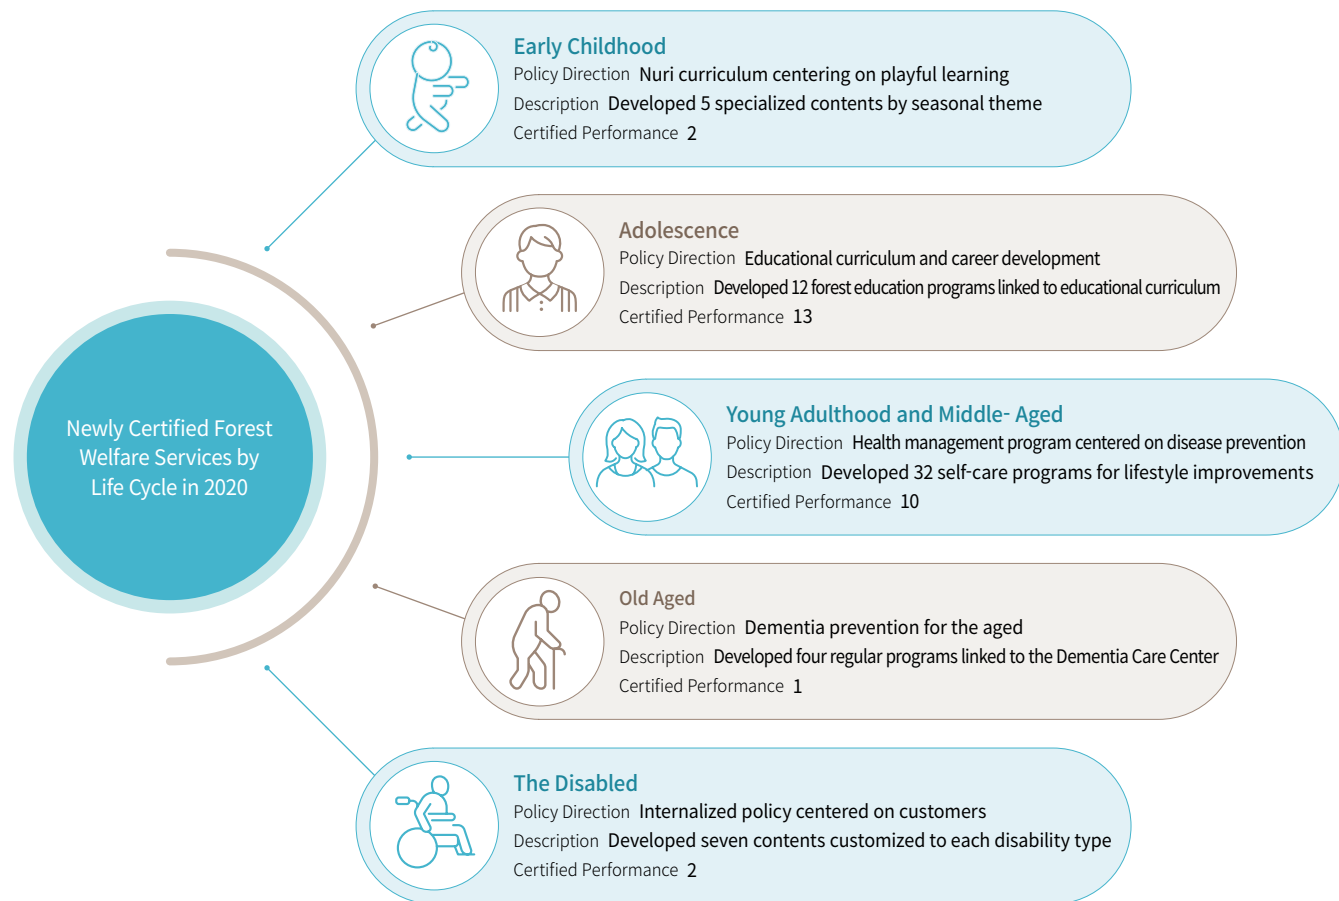 Early Childhood
Policy Direction Nuri curriculum centering on playful learning
Description Developed 5 specialized contents by seasonal theme
Certified Performance 2
Adolescence
Policy Direction Educational curriculum and career development
Description Developed 12 forest education programs linked to educational curriculum
Certified Performance 13
Newly Certified Forest
Welfare Services by
Life Cycle in 2020
Young Adulthood and Middle- Aged
Policy Direction Health management program centered on disease prevention
Description Developed 32 self-care programs for lifestyle improvements
Certified Performance 10
Old Aged
Policy Direction Dementia prevention for the aged
Description Developed four regular programs linked to the Dementia Care Center
Certified Performance 1
The Disabled
Policy Direction Internalized policy centered on customers
Description Developed seven contents customized to each disability type
Certified Performance 2